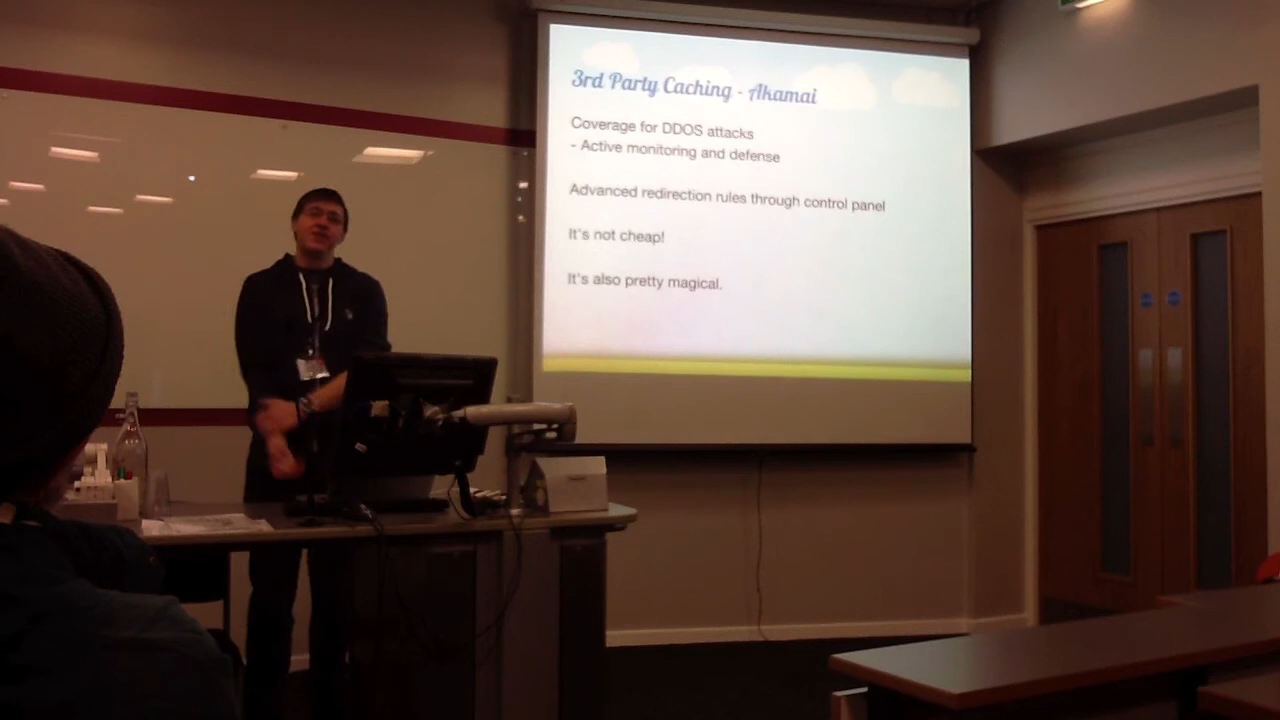 3rd Party Caching - Akamai
Coverage for DDOS attacks
- Active monitoring and defense
Advanced redirection rules through control panel
It's not cheap!
It's also pretty magical.